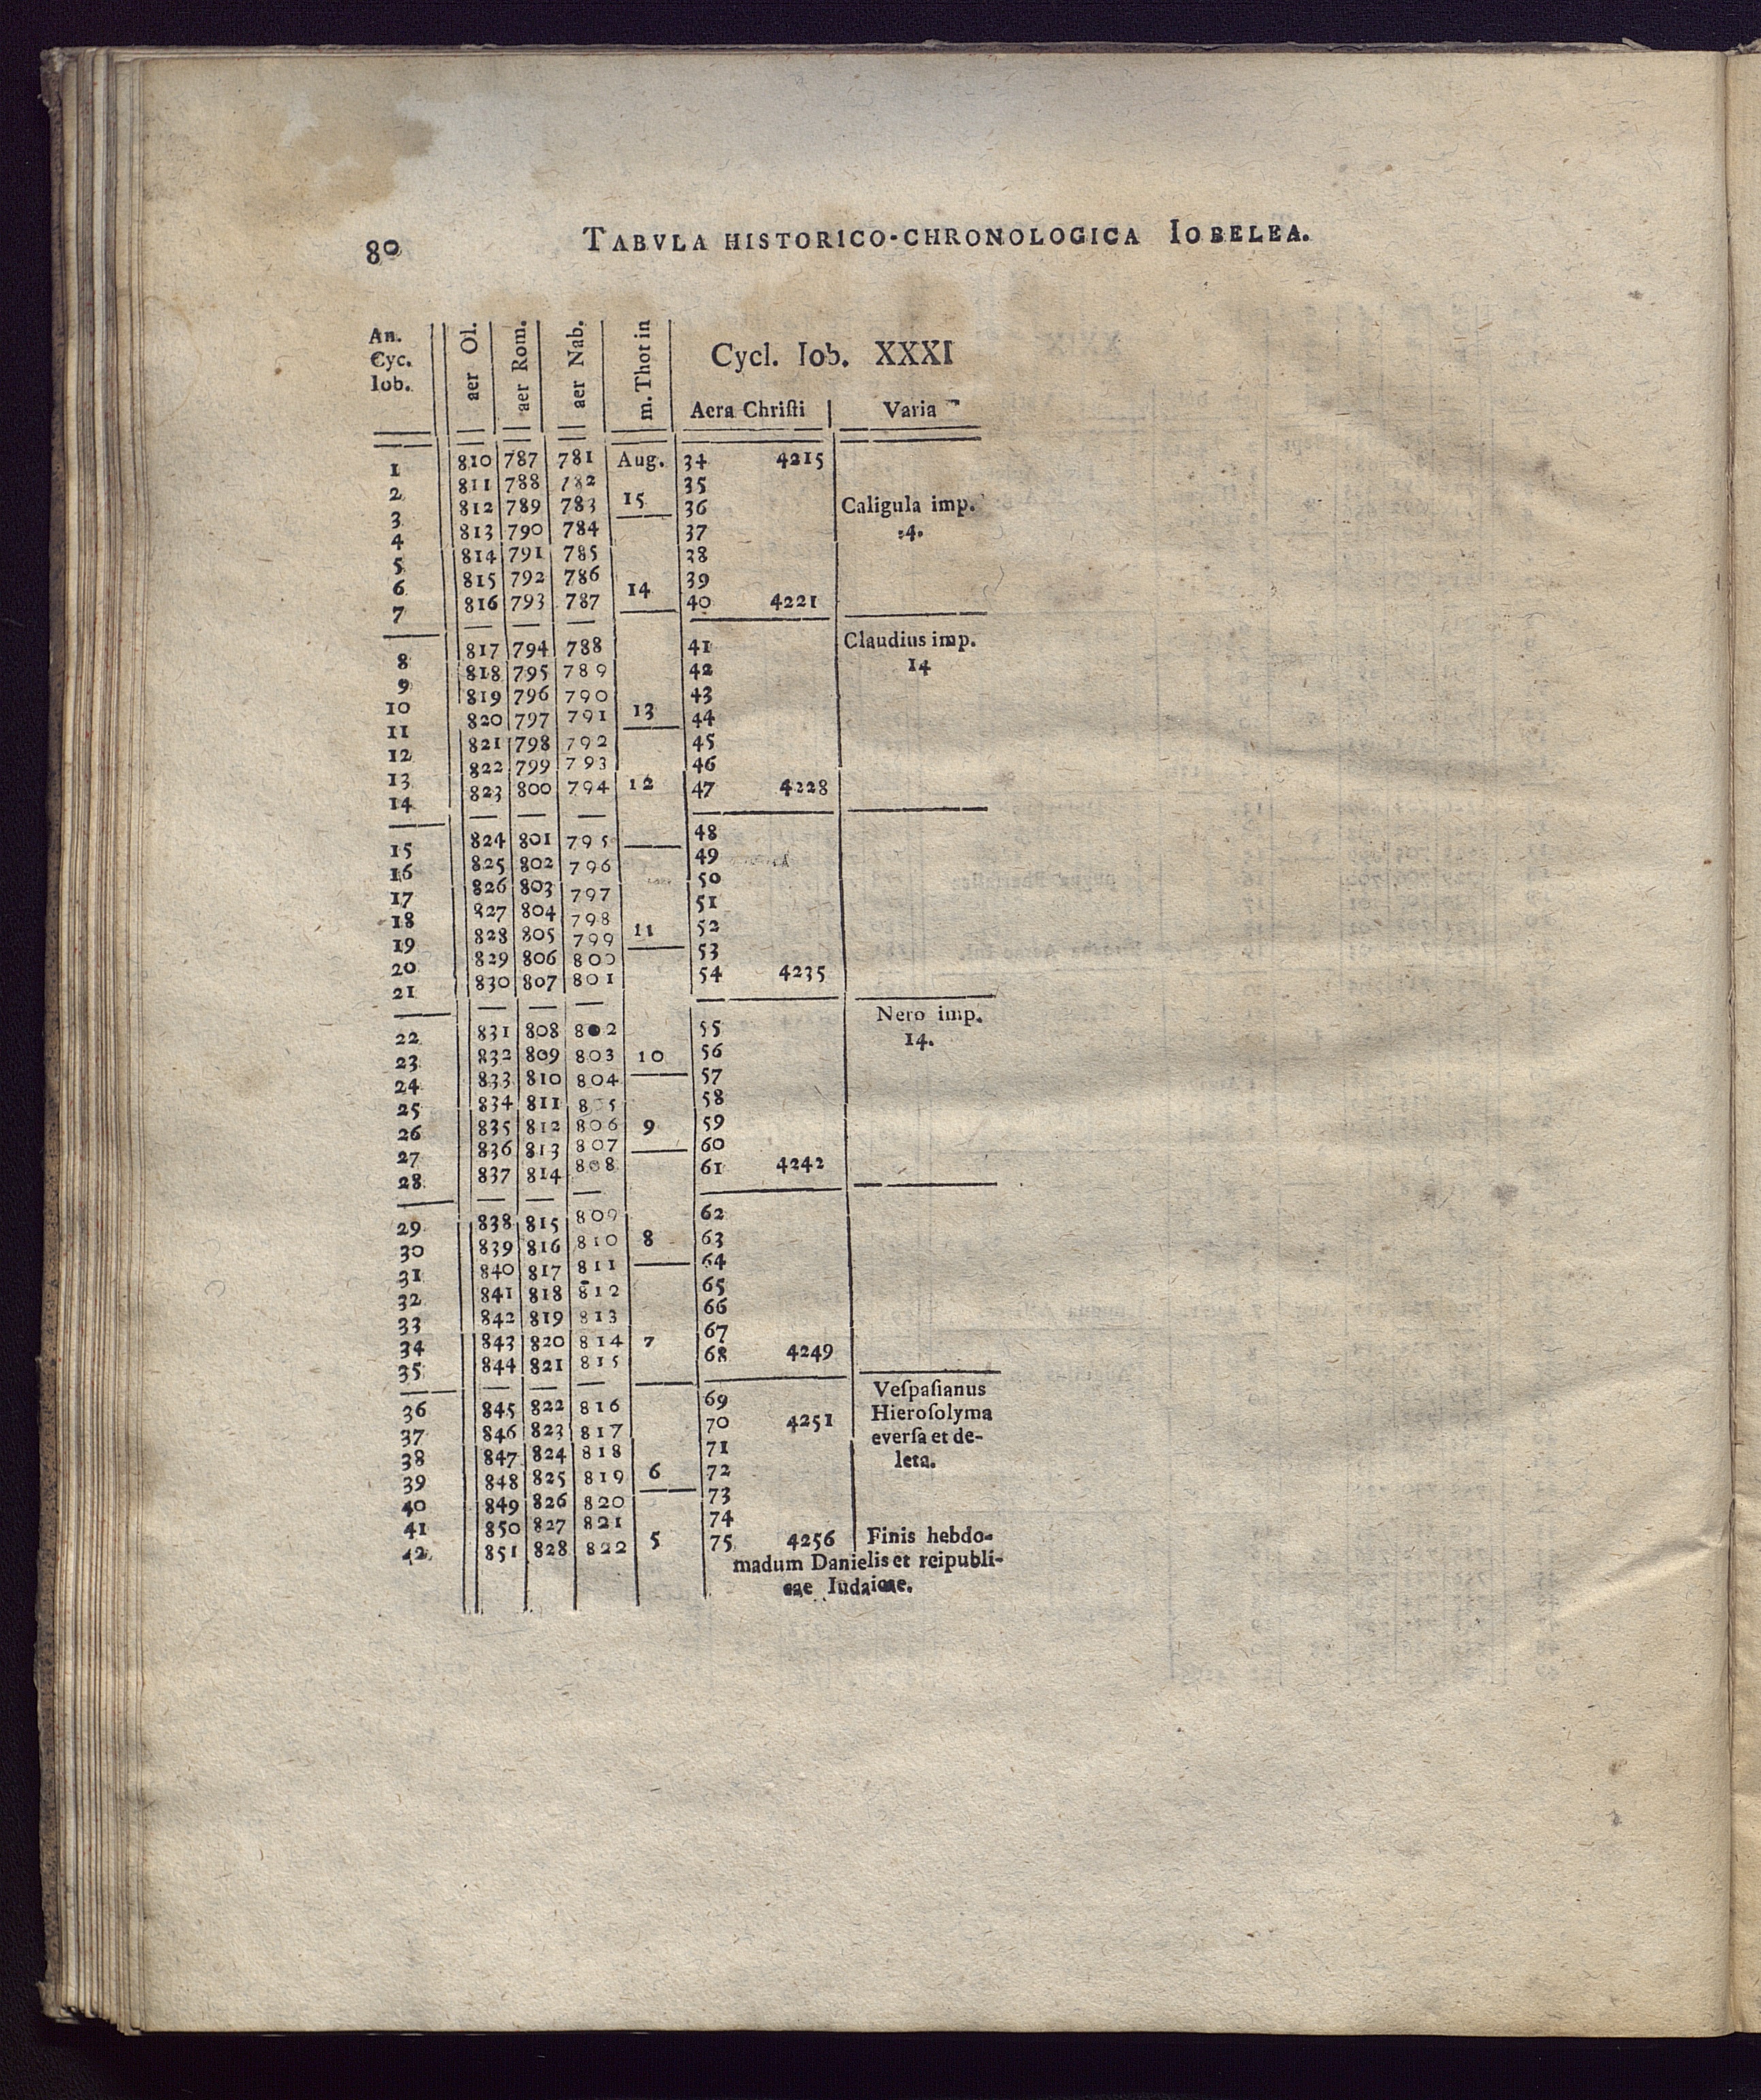 80 TABVLA HISTORICO-CHRONOLOGICA IOBELEA.
An. Cyc. Iob. | aer Ol. | aer Rom. | aer Nab. | m. Thot in | Cycl. Iob. XXXI
Aera Chriſti | Varia
1 810 787 781 Aug. 34 4215
2 811 788 782 35
3 812 789 783 15 36 Caligula imp.
4 813 790 784 37 :4.
5 814 791 785 38
6 815 792 786 14 39
7 816 793 787 40 4221
8 817 794 788 41 Claudius imp.
9 818 795 789 42 14
10 819 796 790 43
11 820 797 791 13 44
12 821 798 792 45
13 822 799 793 46
14 823 800 794 12 47 4228
15 824 801 795 48
16 825 802 796 49
17 826 803 797 50
18 827 804 798 51
19 828 805 799 11 52
20 829 806 800 53
21 830 807 801 54 4235
22 831 808 802 55 Nero imp.
23 832 809 803 10 56 14.
24 833 810 804 57
25 834 811 8 5 58
26 835 812 806 9 59
27 836 813 807 60
28 837 814 808 61 4242
29 838 815 809 62
30 839 816 810 8 63
31 840 817 811 64
32 841 818 812 65
33 842 819 813 66
34 843 820 814 7 67
35 844 821 815 68 4249
36 845 822 816 69 Veſpaſianus
37 846 823 817 70 4251 Hieroſolyma
38 847 824 818 71 everſa et de-
39 848 825 819 6 72 leta.
40 849 826 820 73
41 850 827 821 74
42 851 828 822 5 75 4256 Finis hebdo-
madum Danielis et reipubli-
cae Iudaicae.